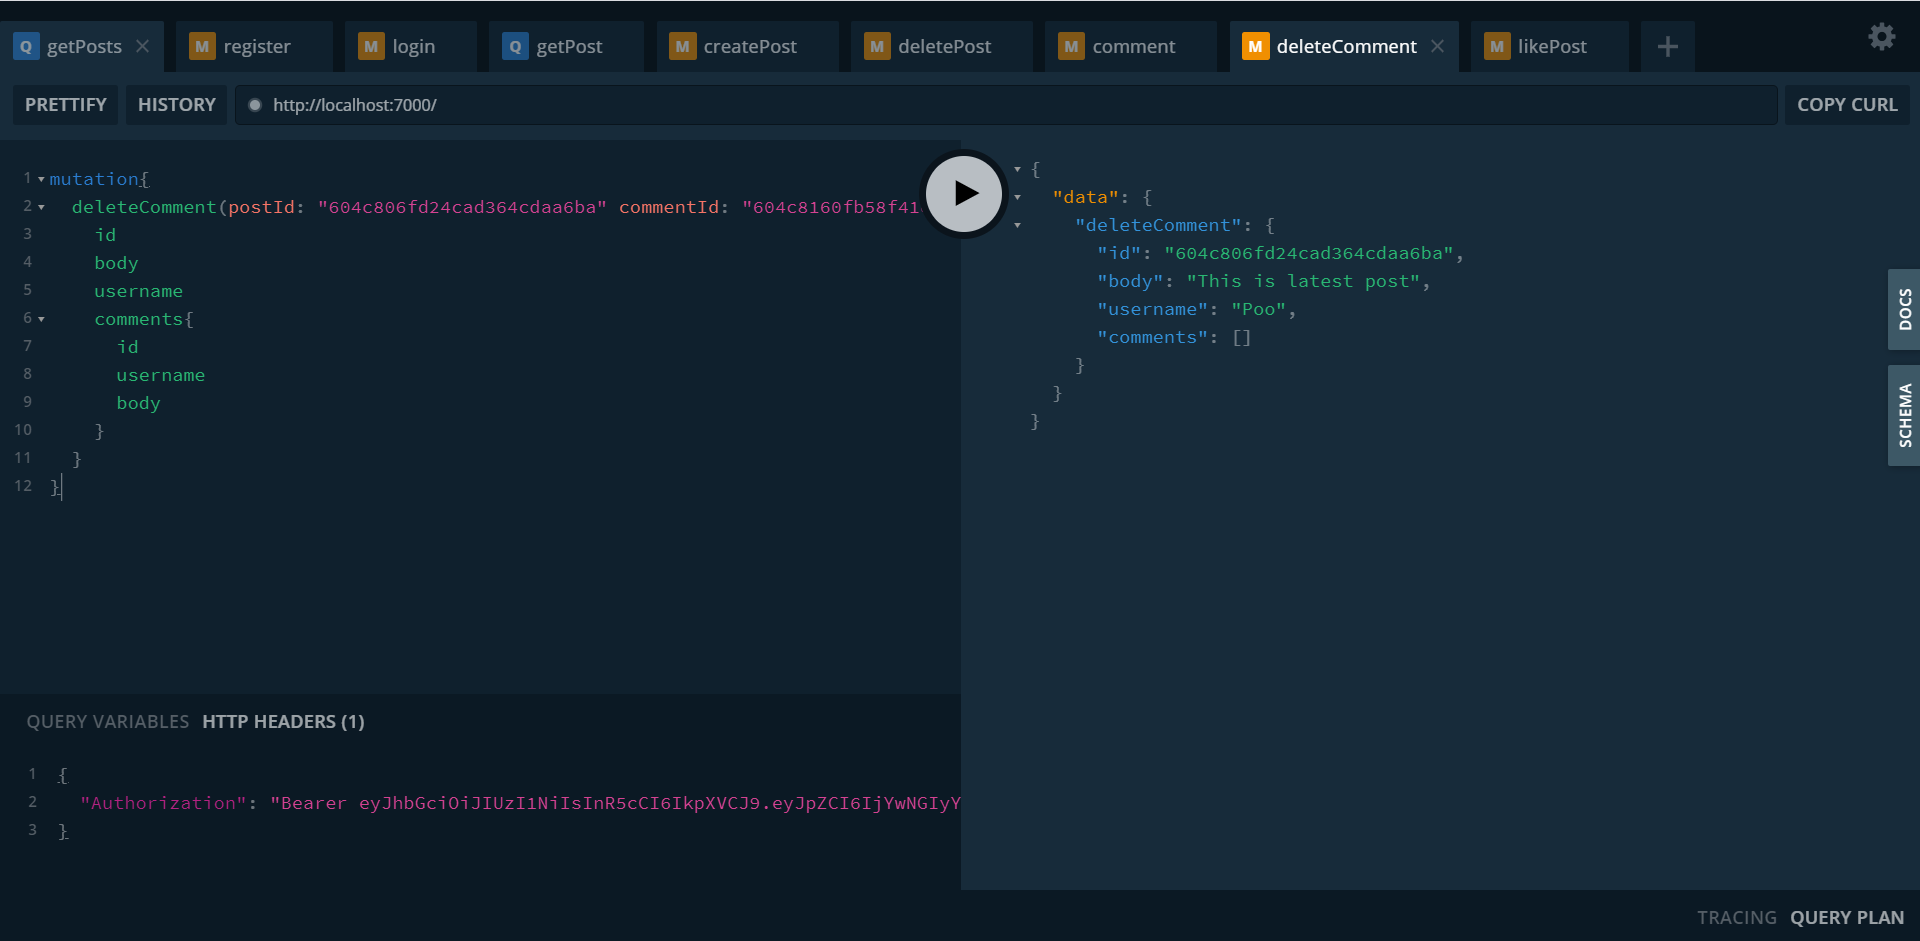 Q getPosts
M register
M login
Q getPost
M createPost
M deletePost
M comment
M deleteComment
M likePost
PRETTIFY
HISTORY
http://localhost:7000/
COPY CURL
1 mutation{
2 deleteComment(postId: "604c806fd24cad364cdaa6ba" commentId: "604c8160fb58f41
3 id
4 body
5 username
6 comments{
7 id
8 username
9 body
10 }
11 }
12 }
{
"data": {
"deleteComment": {
"id": "604c806fd24cad364cdaa6ba",
"body": "This is latest post",
"username": "Poo",
"comments": []
}
}
}
DOCS
SCHEMA
QUERY VARIABLES
HTTP HEADERS (1)
1 {
2 "Authorization": "Bearer eyJhbGciOiJIUzI1NiIsInR5cCI6IkpXVCJ9.eyJpZCI6IjYwNGIyY
3 }
TRACING
QUERY PLAN